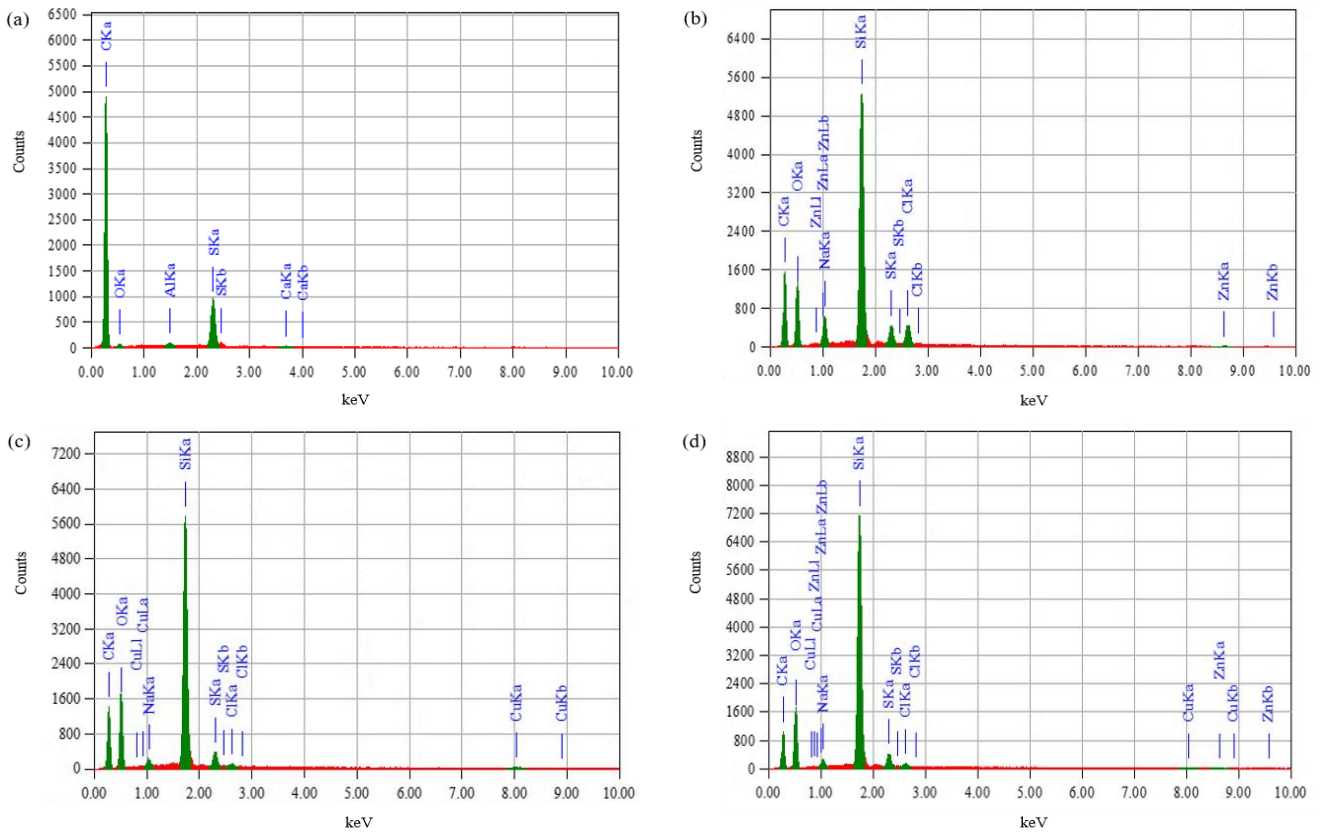 (a)
6500
6000
5500
5000
4500
4000
3500
3000
2500
2000
1500
1000
500
0
Counts
CKa
OKa
AlKa
SKa
SKb
CaKa
CaKb
0.00 1.00 2.00 3.00 4.00 5.00 6.00 7.00 8.00 9.00 10.00
keV
(b)
6400
5600
4800
4000
3200
2400
1600
800
0
Counts
CKa
OKa
ZnLl ZnLa ZnLb
NaKa
SiKa
SKa
SKb
ClKa
ClKb
ZnKa
ZnKb
0.00 1.00 2.00 3.00 4.00 5.00 6.00 7.00 8.00 9.00 10.00
keV
(c)
7200
6400
5600
4800
4000
3200
2400
1600
800
0
Counts
CKa
OKa
CuLl CuLa
NaKa
SiKa
SKa
SKb
ClKa
ClKb
CuKa
CuKb
0.00 1.00 2.00 3.00 4.00 5.00 6.00 7.00 8.00 9.00 10.00
keV
(d)
8800
8000
7200
6400
5600
4800
4000
3200
2400
1600
800
0
Counts
CKa
OKa
CuLl CuLa ZnLl ZnLa ZnLb
NaKa
SiKa
SKa
SKb
ClKa
ClKb
CuKa
ZnKa
CuKb
ZnKb
0.00 1.00 2.00 3.00 4.00 5.00 6.00 7.00 8.00 9.00 10.00
keV